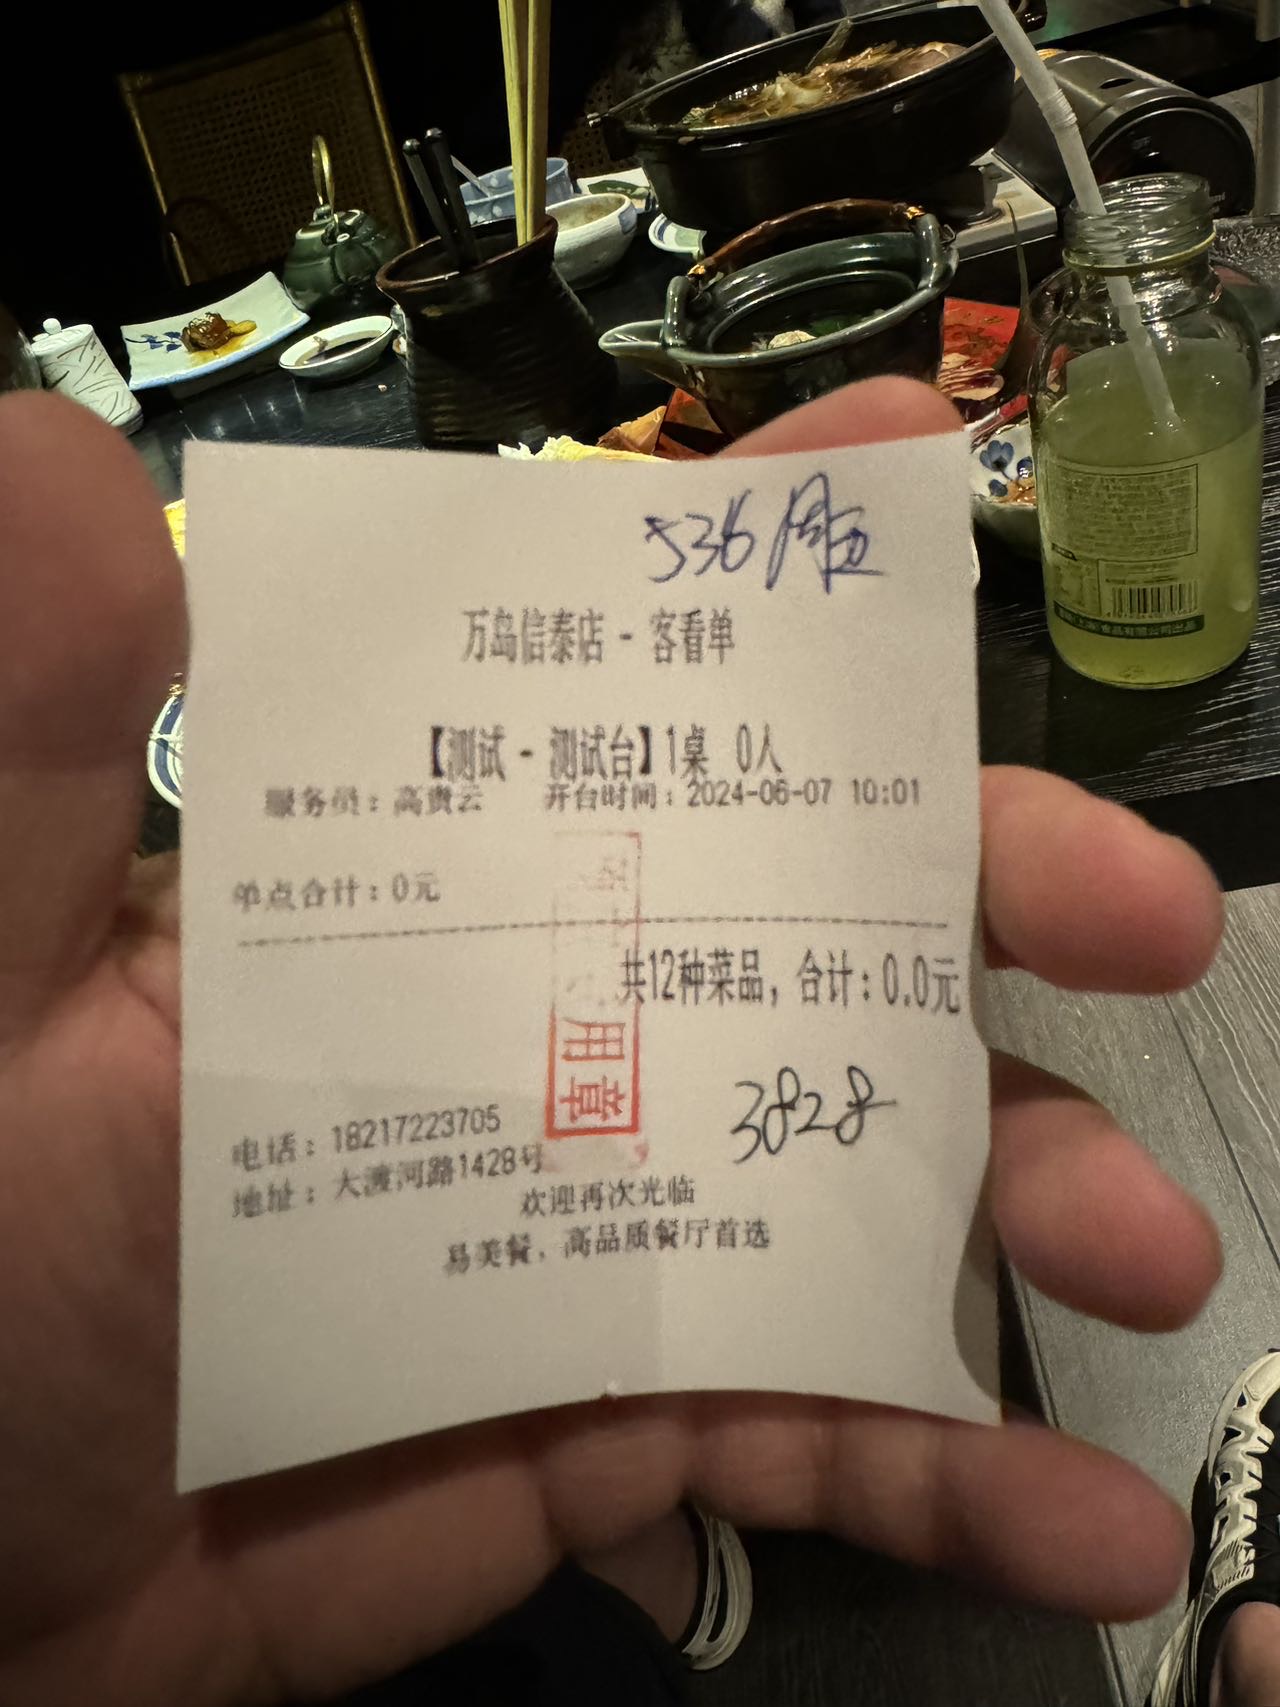 536 周五
万岛信泰店 - 客看单
【测试 - 测试台】1桌 0人
服务员：高贵云 开台时间：2024-06-07 10:01
单点合计：0元
共12种菜品，合计：0.0元
用章
3828
电话：18217223705
地址：大渡河路1428号
欢迎再次光临
易美餐，高品质餐厅首选